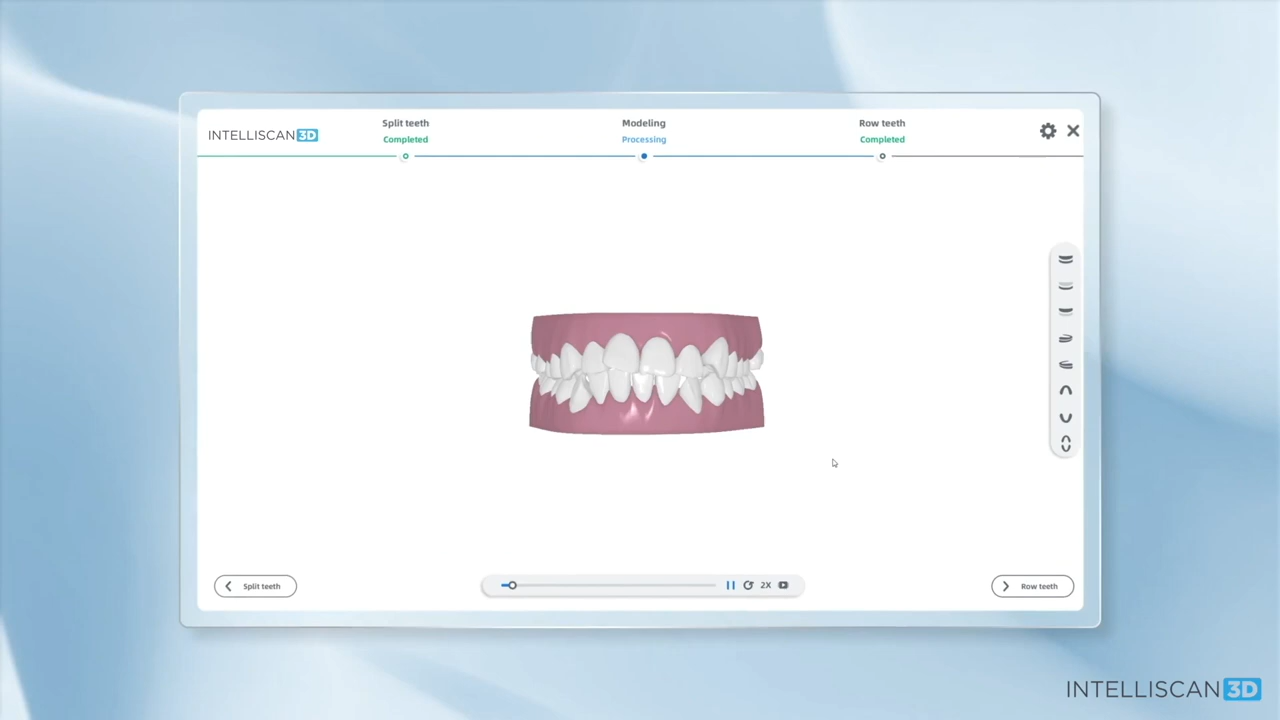 INTELLISCAN3D
Split teeth
Completed
Modeling
Processing
Row teeth
Completed
Split teeth
2X
Row teeth
INTELLISCAN3D